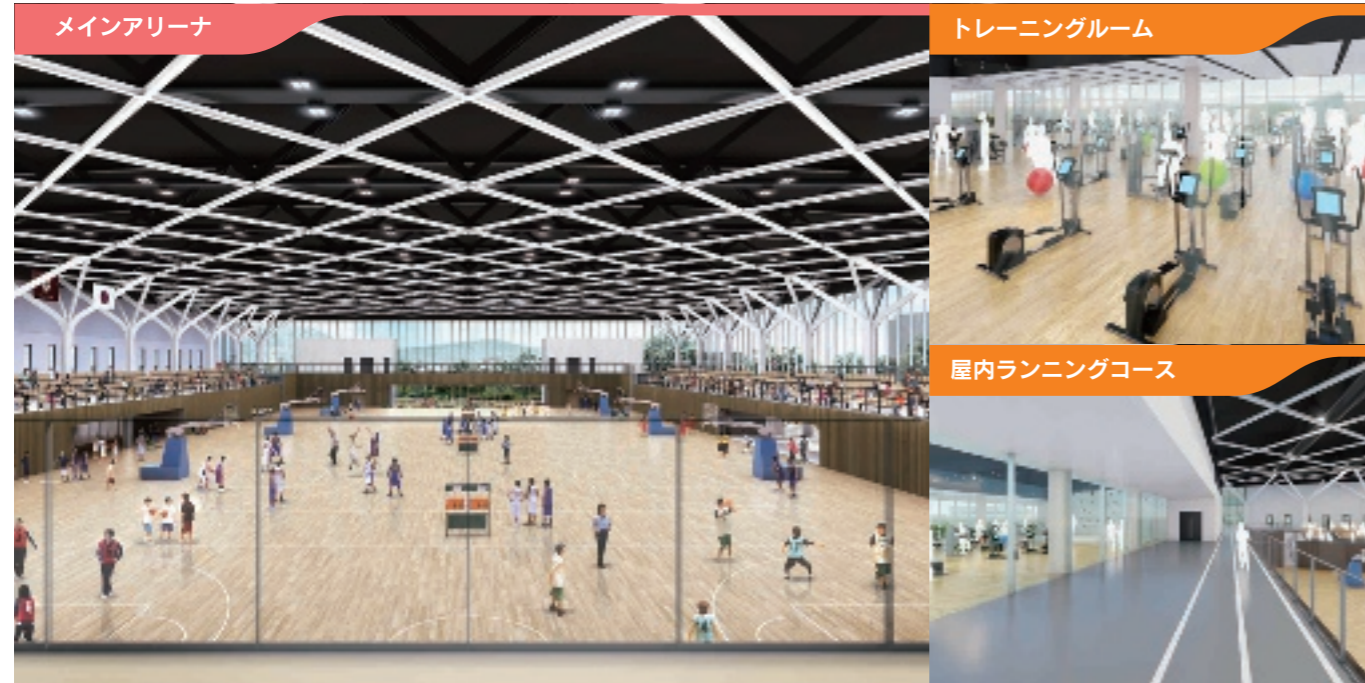 メインアリーナ
トレーニングルーム
屋内ランニングコース